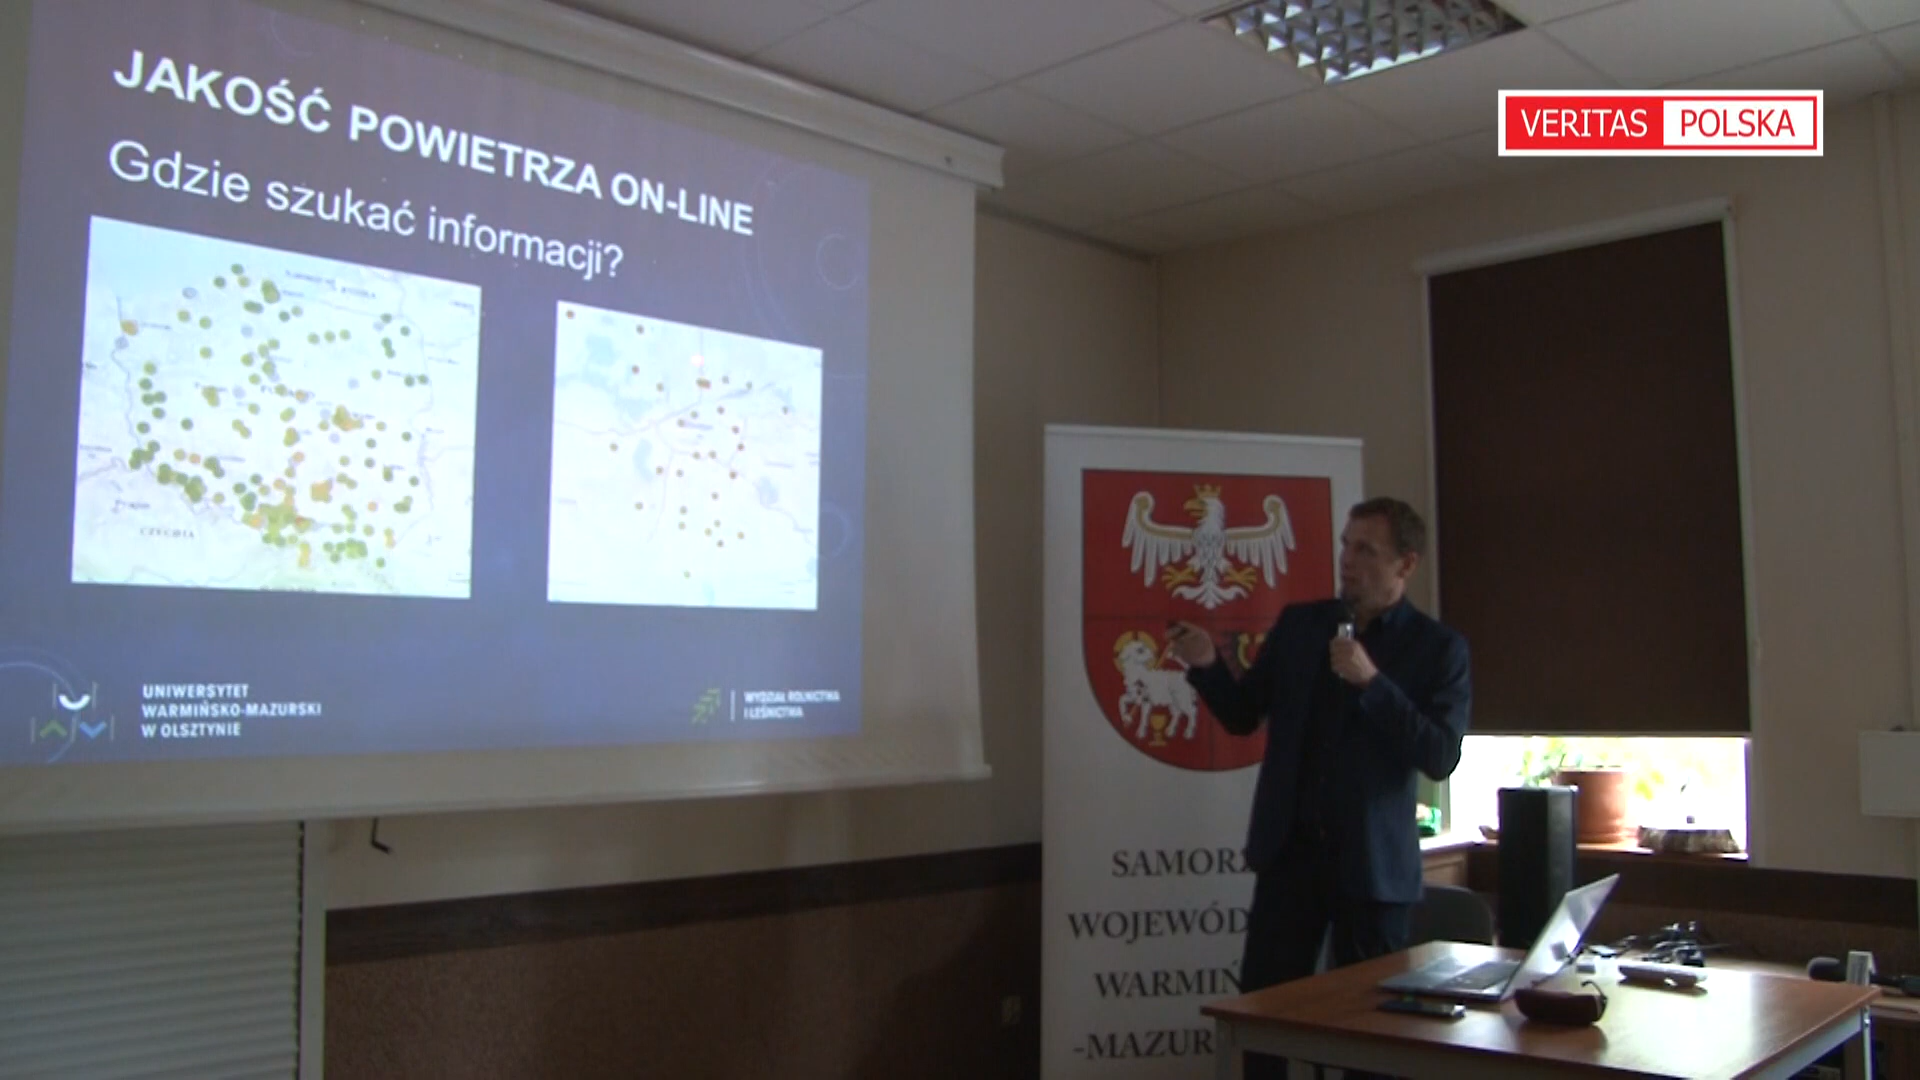 JAKOŚĆ POWIETRZA ON-LINE
Gdzie szukać informacji?
CZECHIA
UNIWERSYTET
WARMIŃSKO-MAZURSKI
W OLSZTYNIE
WYDZIAŁ ROLNICTWA
I LEŚNICTWA
VERITAS POLSKA
SAMORZ
WOJEWÓD
WARMIŃ
-MAZUR